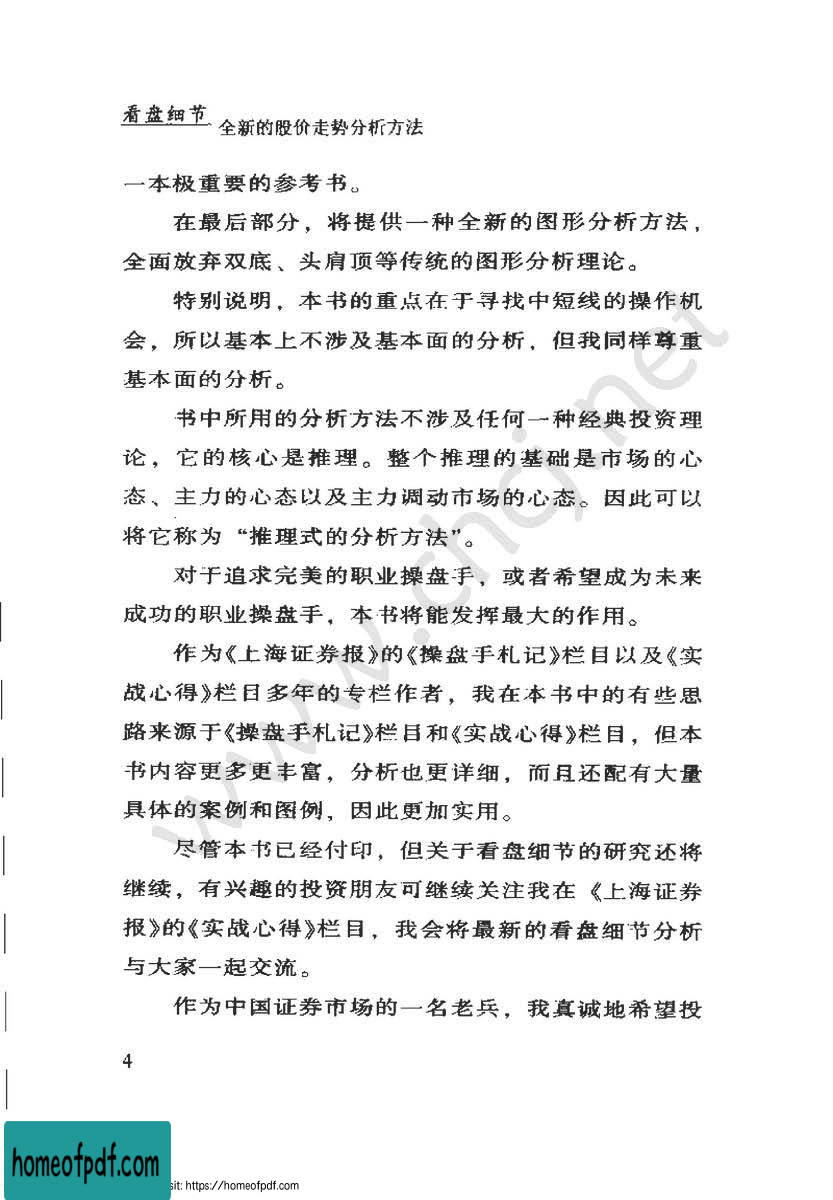 看盘细节 全新的股价走势分析方法
一本极重要的参考书。
在最后部分，将提供一种全新的图形分析方法，
全面放弃双底、头肩顶等传统的图形分析理论。
特别说明，本书的重点在于寻找中短线的操作机
会，所以基本上不涉及基本面的分析，但我同样尊重
基本面的分析。
书中所用的分析方法不涉及任何一种经典投资理
论，它的核心是推理。整个推理的基础是市场的心
态、主力的心态以及主力调动市场的心态。因此可以
将它称为“推理式的分析方法”。
对于追求完美的职业操盘手，或者希望成为未来
成功的职业操盘手，本书将能发挥最大的作用。
作为《上海证券报》的《操盘手札记》栏目以及《实
战心得》栏目多年的专栏作者，我在本书中的有些思
路来源于《操盘手札记》栏目和《实战心得》栏目，但本
书内容更多更丰富，分析也更详细，而且还配有大量
具体的案例和图例，因此更加实用。
尽管本书已经付印，但关于看盘细节的研究还将
继续，有兴趣的投资朋友可继续关注我在《上海证券
报》的《实战心得》栏目，我会将最新的看盘细节分析
与大家一起交流。
作为中国证券市场的一名老兵，我真诚地希望投
4
www.chcj.net
homeofpdf.com
sit: https://homeofpdf.com